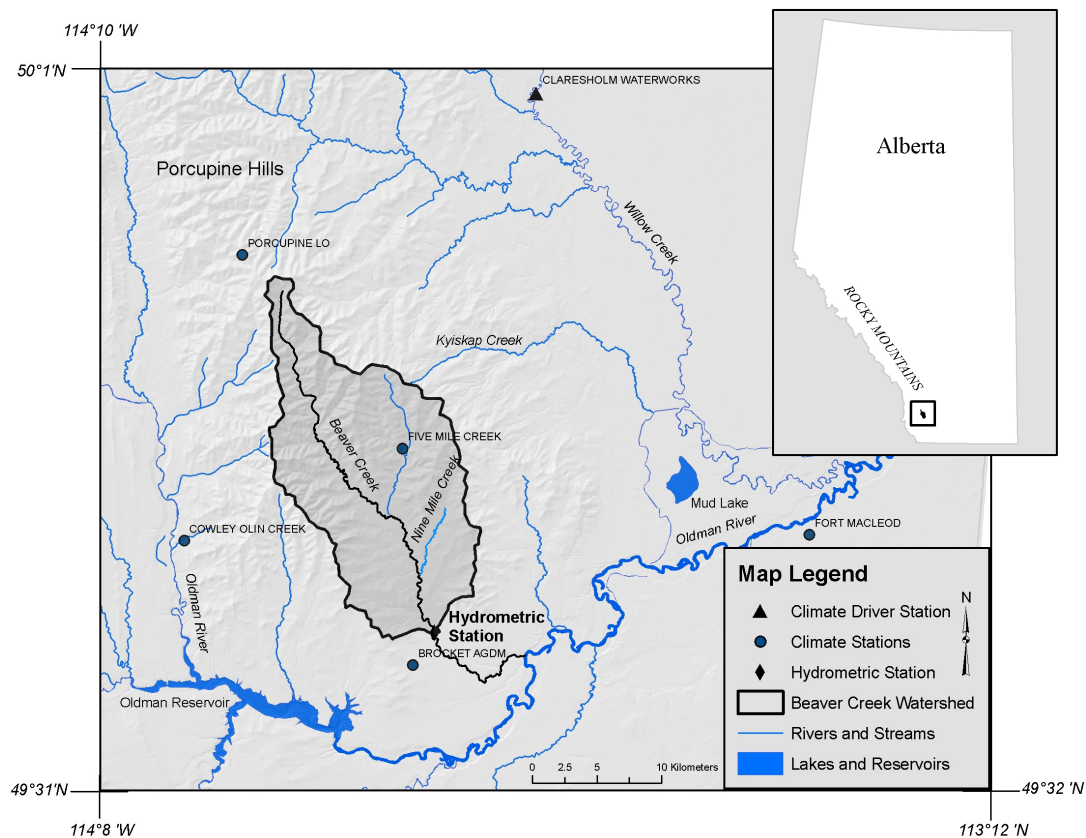 114°10 'W
50°1'N
CLARESHOLM WATERWORKS
Alberta
Porcupine Hills
Willow Creek
PORCUPINE LO
ROCKY MOUNTAINS
Kyiskap Creek
Beaver Creek
FIVE MILE CREEK
Nine Mile Creek
Mud Lake
Oldman River
FORT MACLEOD
COWLEY OLIN CREEK
Oldman River
Hydrometric
Station
BROCKET AGDM
Oldman Reservoir
Map Legend
N
Climate Driver Station
Climate Stations
Hydrometric Station
Beaver Creek Watershed
Rivers and Streams
Lakes and Reservoirs
0 2.5 5 10 Kilometers
49°31'N
49°32 'N
114°8 'W
113°12 'W